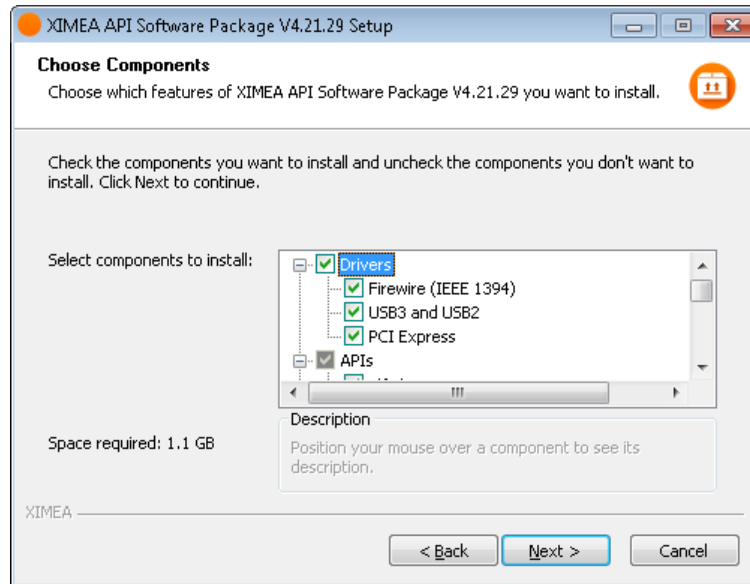 XIMEA API Software Package V4.21.29 Setup
Choose Components
Choose which features of XIMEA API Software Package V4.21.29 you want to install.
Check the components you want to install and uncheck the components you don't want to
install. Click Next to continue.
Select components to install:
Drivers
Firewire (IEEE 1394)
USB3 and USB2
PCI Express
APIs
Space required: 1.1 GB
Description
Position your mouse over a component to see its
description.
XIMEA
< Back
Next >
Cancel